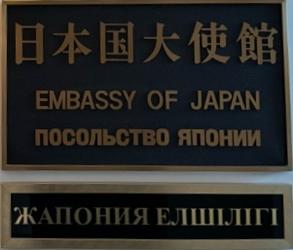 日本国大使館
EMBASSY OF JAPAN
ПОСОЛЬСТВО ЯПОНИИ
ЖАПОНИЯ ЕЛШІЛІГІ